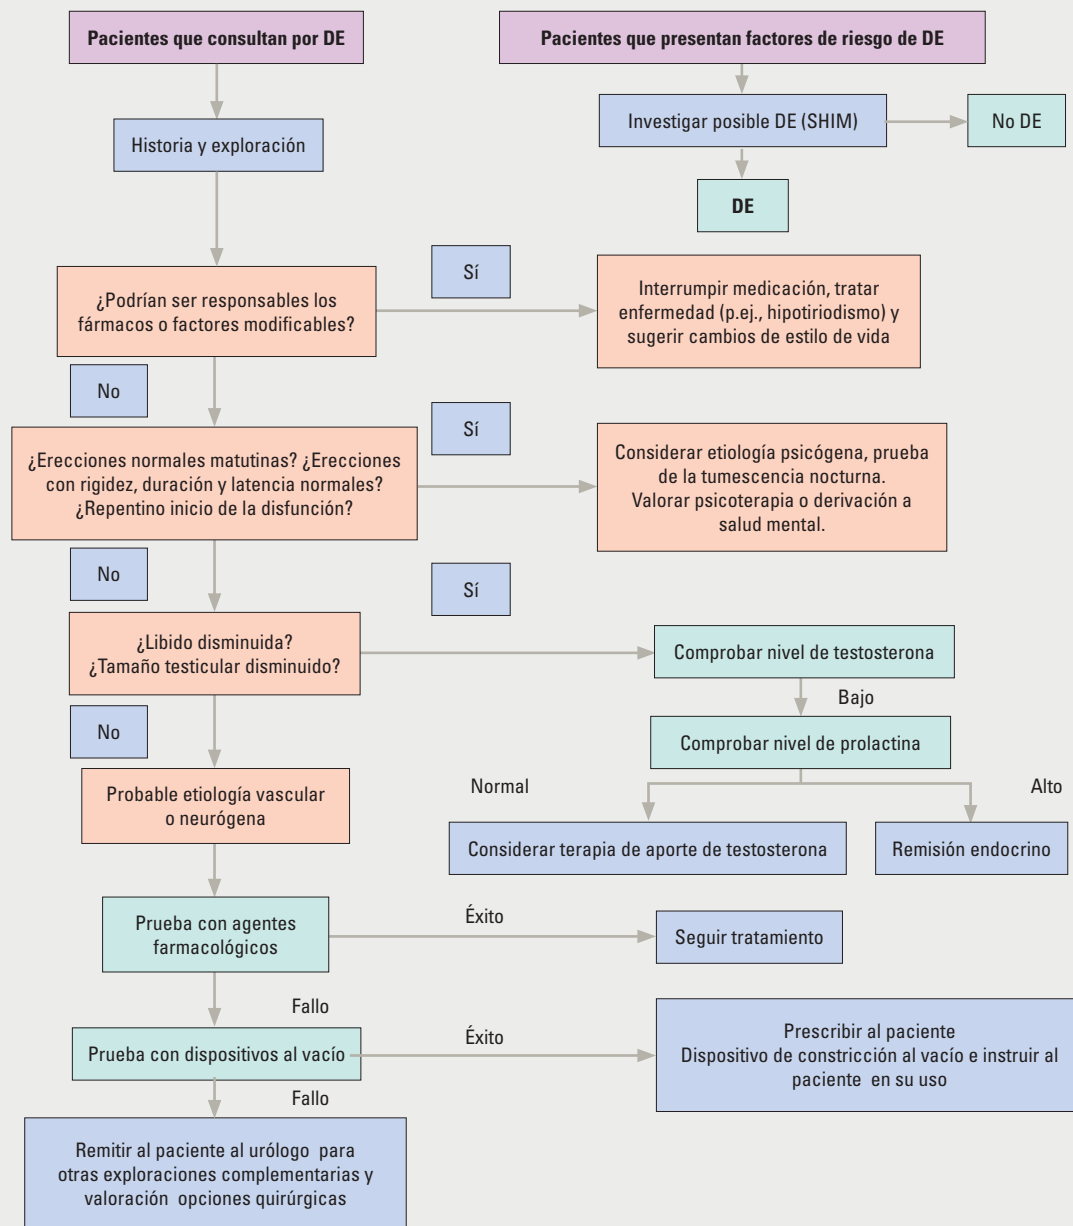 Pacientes que consultan por DE
Pacientes que presentan factores de riesgo de DE
Historia y exploración
Investigar posible DE (SHIM)
No DE
DE
¿Podrían ser responsables los
fármacos o factores modificables?
Sí
Interrumpir medicación, tratar
enfermedad (p.ej., hipotiriodismo) y
sugerir cambios de estilo de vida
No
¿Erecciones normales matutinas? ¿Erecciones
con rigidez, duración y latencia normales?
¿Repentino inicio de la disfunción?
Sí
Considerar etiología psicógena, prueba
de la tumescencia nocturna.
Valorar psicoterapia o derivación a
salud mental.
No
¿Libido disminuida?
¿Tamaño testicular disminuido?
Sí
Comprobar nivel de testosterona
Bajo
Comprobar nivel de prolactina
Normal
Alto
Considerar terapia de aporte de testosterona
Remisión endocrino
No
Probable etiología vascular
o neurógena
Prueba con agentes
farmacológicos
Éxito
Seguir tratamiento
Fallo
Prueba con dispositivos al vacío
Éxito
Prescribir al paciente
Dispositivo de constricción al vacío e instruir al
paciente en su uso
Fallo
Remitir al paciente al urólogo para
otras exploraciones complementarias y
valoración opciones quirúrgicas